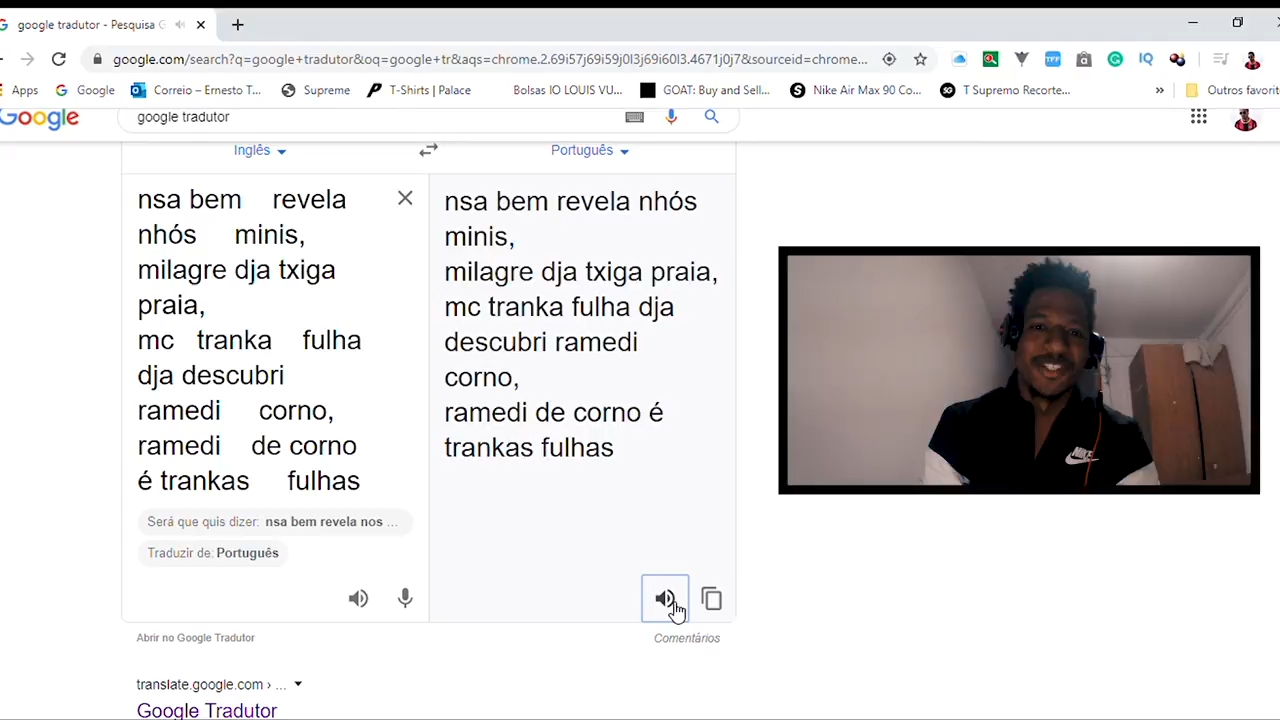 google tradutor - Pesquisa G
google.com/search?q=google+tradutor&oq=google+tr&aqs=chrome.2.69i57j69i59j0l3j69i60l3.4671j0j7&sourceid=chrome...
Apps Google Correio – Ernesto T... Supreme T-Shirts | Palace Bolsas IO LOUIS VU... GOAT: Buy and Sell... Nike Air Max 90 Co... T Supremo Recorte... » Outros favorit
Google google tradutor
Inglês Português
nsa bem revela
nhós minis,
milagre dja txiga
praia,
mc tranka fulha
dja descubri
ramedi corno,
ramedi de corno
é trankas fulhas
Será que quis dizer: nsa bem revela nos ...
Traduzir de: Português
nsa bem revela nhós
minis,
milagre dja txiga praia,
mc tranka fulha dja
descubri ramedi
corno,
ramedi de corno é
trankas fulhas
NIKE
Abrir no Google Tradutor Comentários
translate.google.com › ...
Google Tradutor